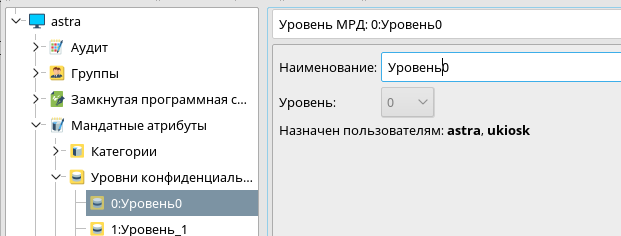 astra
Аудит
Группы
Замкнутая программная с...
Мандатные атрибуты
Категории
Уровни конфиденциаль...
0:Уровень0
1:Уровень_1
Уровень МРД: 0:Уровень0
Наименование: Уровень0
Уровень: 0
Назначен пользователям: astra, ukiosk